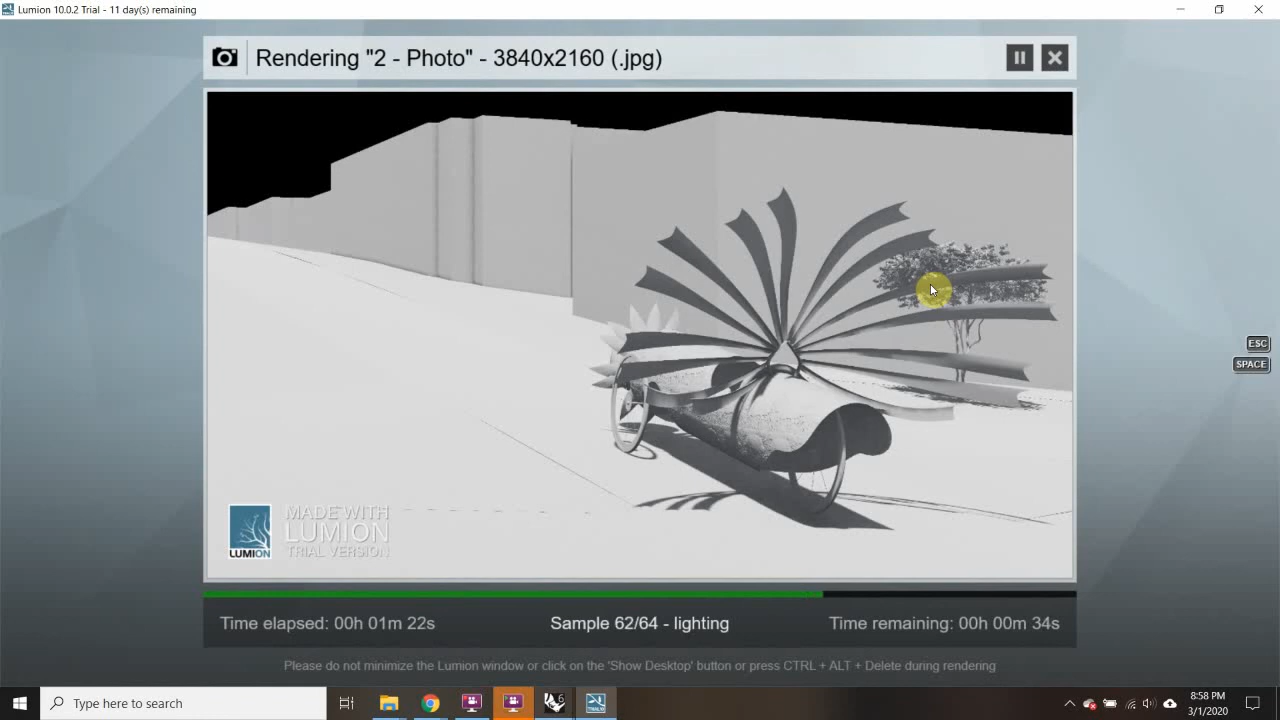 Lumion 10.0.2 Trial - 11 day(s) remaining
Rendering "2 - Photo" - 3840x2160 (.jpg)
ESC
SPACE
MADE WITH
LUMION
TRIAL VERSION
LUMION
Time elapsed: 00h 01m 22s
Sample 62/64 - lighting
Time remaining: 00h 00m 34s
Please do not minimize the Lumion window or click on the 'Show Desktop' button or press CTRL + ALT + Delete during rendering
Type here to search
8:58 PM
3/1/2020